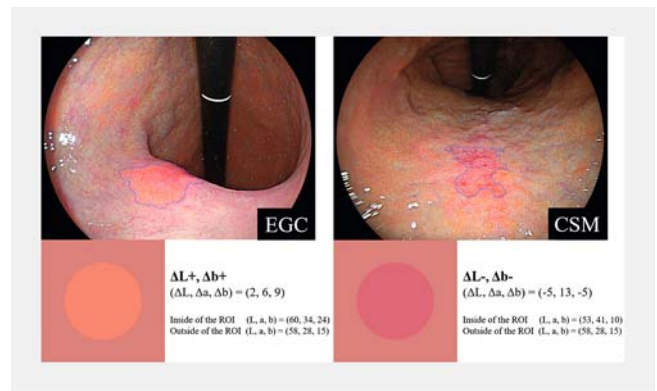 EGC
CSM
ΔL+, Δb+
(ΔL, Δa, Δb) = (2, 6, 9)
Inside of the ROI (L, a, b) = (60, 34, 24)
Outside of the ROI (L, a, b) = (58, 28, 15)
ΔL-, Δb-
(ΔL, Δa, Δb) = (-5, 13, -5)
Inside of the ROI (L, a, b) = (53, 41, 10)
Outside of the ROI (L, a, b) = (58, 28, 15)